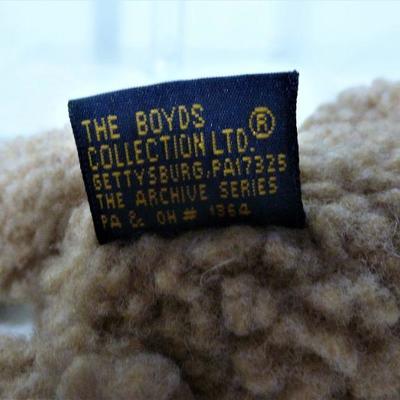 THE BOYDS
COLLECTION LTD.®
GETTYSBURG, PA17325
THE ARCHIVE SERIES
PA & OH # 1364